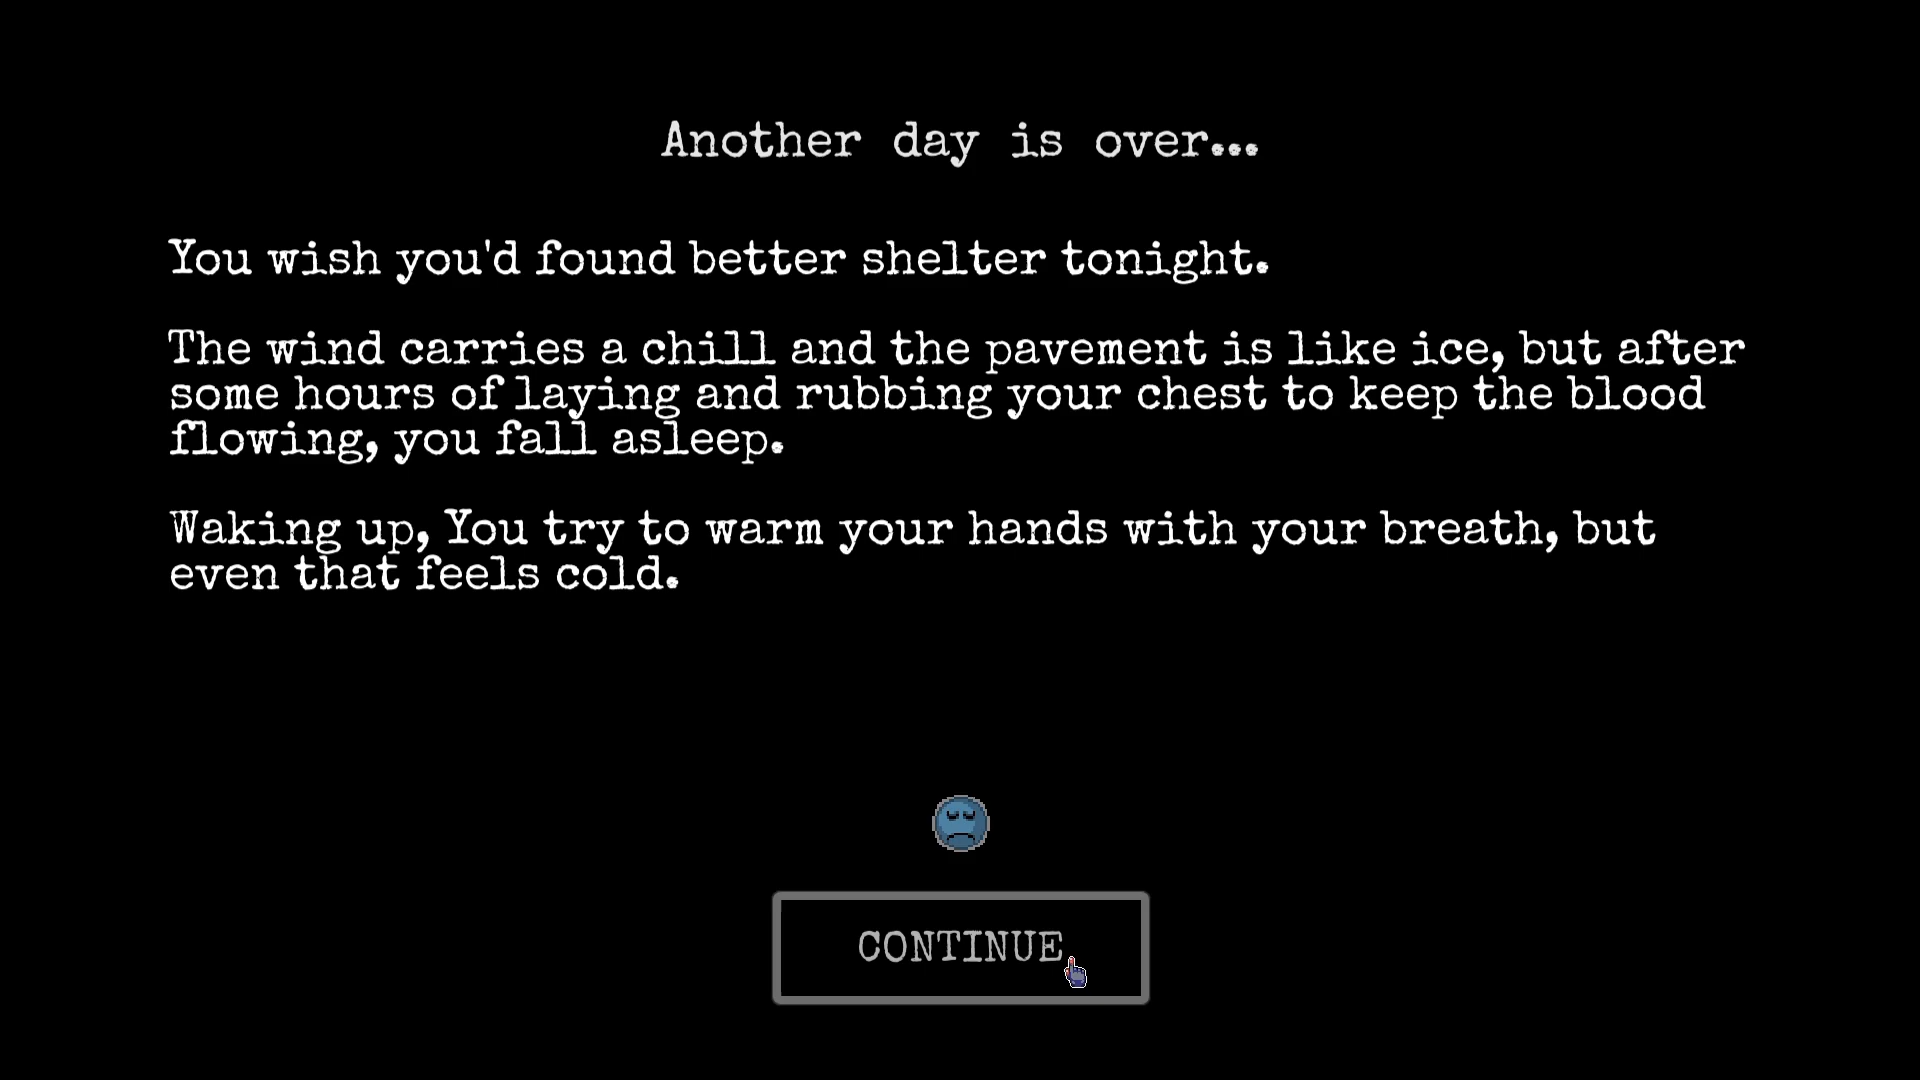 Another day is over...
You wish you'd found better shelter tonight.
The wind carries a chill and the pavement is like ice, but after
some hours of laying and rubbing your chest to keep the blood
flowing, you fall asleep.
Waking up, You try to warm your hands with your breath, but
even that feels cold.
CONTINUE